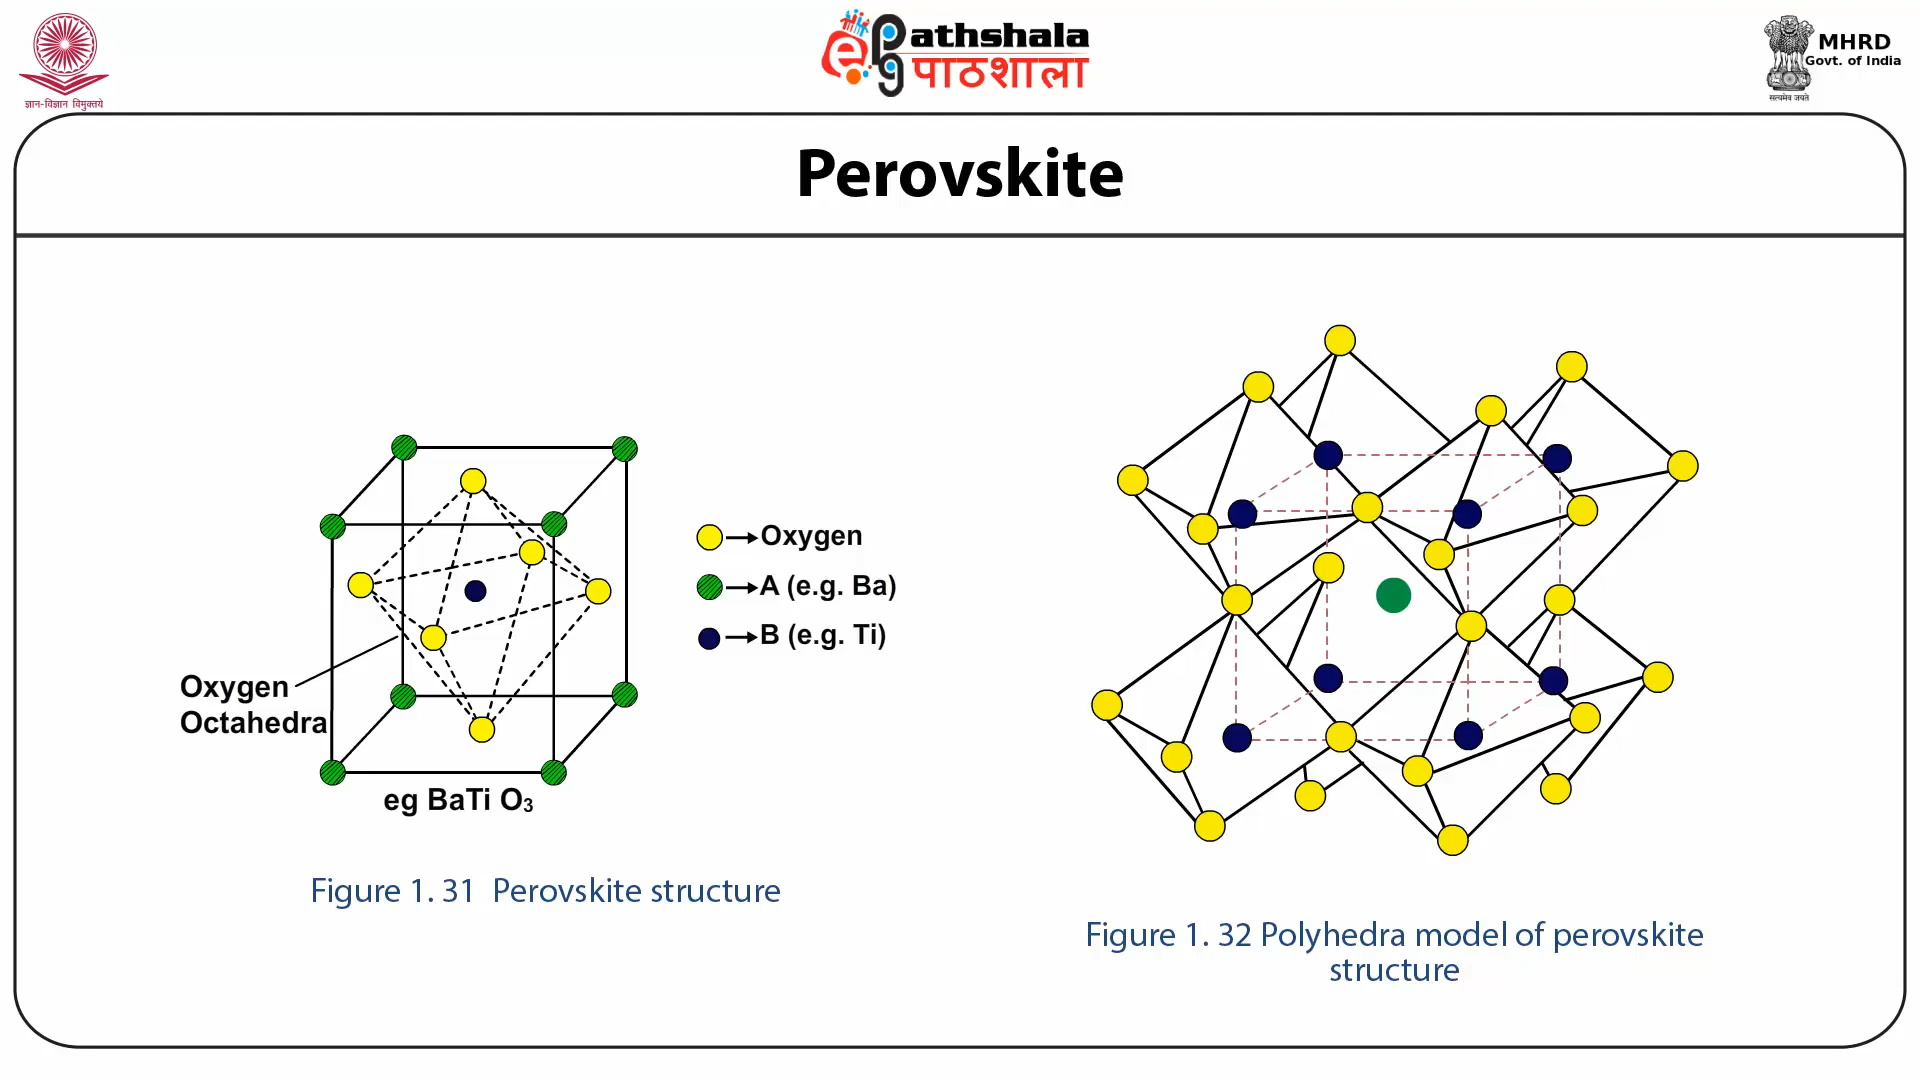 ज्ञान-विज्ञान विमुक्तये
ePathshala
पाठशाला
MHRD
Govt. of India
सत्यमेव जयते
Perovskite
Oxygen
A (e.g. Ba)
B (e.g. Ti)
Oxygen
Octahedra
eg BaTi O₃
Figure 1. 31 Perovskite structure
Figure 1. 32 Polyhedra model of perovskite
structure